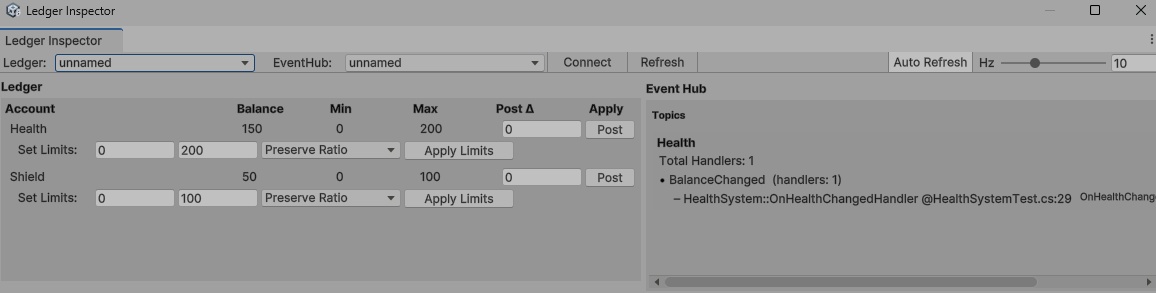 Ledger Inspector
Ledger Inspector
Ledger: unnamed EventHub: unnamed Connect Refresh Auto Refresh Hz 10
Ledger
Account Balance Min Max Post Δ Apply
Health 150 0 200 0 Post
Set Limits: 0 200 Preserve Ratio Apply Limits
Shield 50 0 100 0 Post
Set Limits: 0 100 Preserve Ratio Apply Limits
Event Hub
Topics
Health
Total Handlers: 1
• BalanceChanged (handlers: 1)
– HealthSystem::OnHealthChangedHandler @HealthSystemTest.cs:29 OnHealthChang